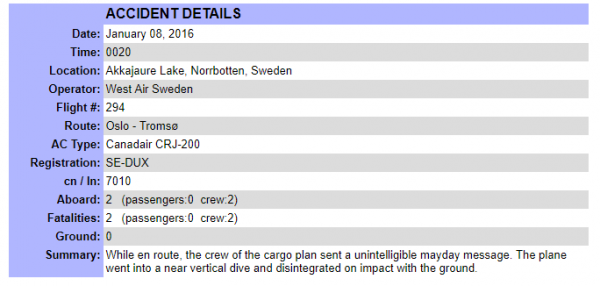 ACCIDENT DETAILS
Date: January 08, 2016
Time: 0020
Location: Akkajaure Lake, Norrbotten, Sweden
Operator: West Air Sweden
Flight #: 294
Route: Oslo - Tromsø
AC Type: Canadair CRJ-200
Registration: SE-DUX
cn / ln: 7010
Aboard: 2 (passengers:0 crew:2)
Fatalities: 2 (passengers:0 crew:2)
Ground: 0
Summary: While en route, the crew of the cargo plan sent a unintelligible mayday message. The plane
went into a near vertical dive and disintegrated on impact with the ground.